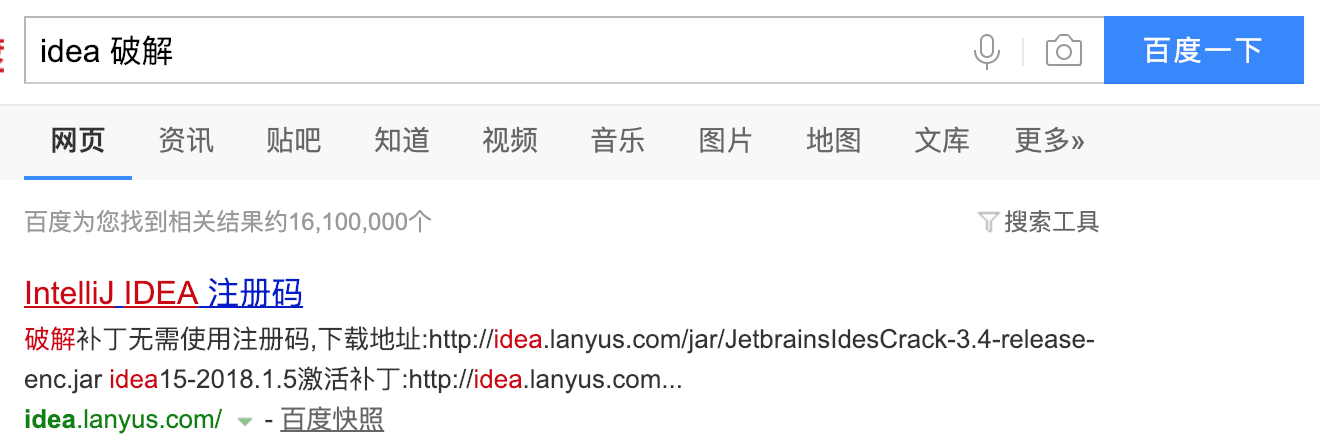 idea 破解 百度一下
网页 资讯 贴吧 知道 视频 音乐 图片 地图 文库 更多»
百度为您找到相关结果约16,100,000个 搜索工具
IntelliJ IDEA 注册码
破解补丁无需使用注册码,下载地址:http://idea.lanyus.com/jar/JetbrainsIdesCrack-3.4-release-
enc.jar idea15-2018.1.5激活补丁:http://idea.lanyus.com...
idea.lanyus.com/ - 百度快照